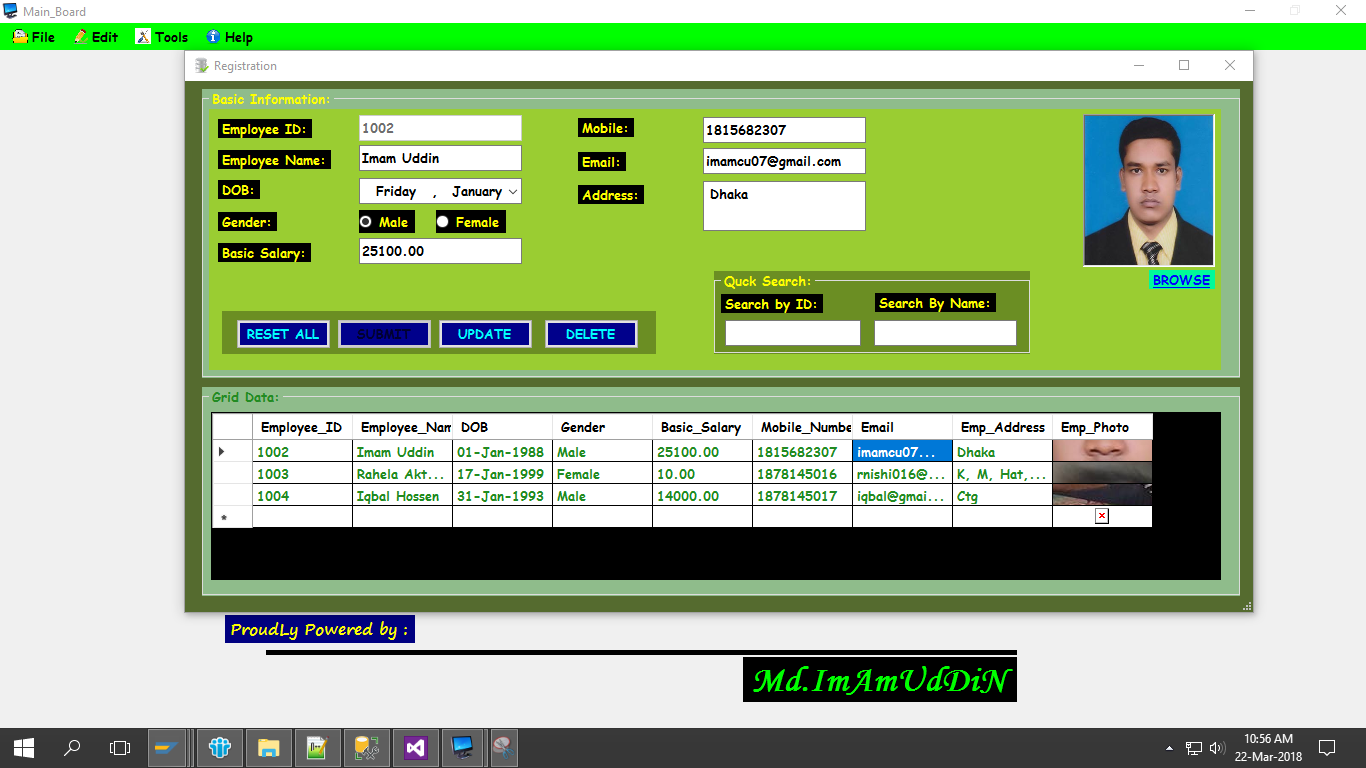 Main_Board
File Edit Tools Help
Registration
Basic Information:
Employee ID: 1002 Mobile: 1815682307
Employee Name: Imam Uddin Email: imamcu07@gmail.com
DOB: Friday , January Address: Dhaka
Gender: Male Female
Basic Salary: 25100.00
BROWSE
Quck Search:
Search by ID: Search By Name:
RESET ALL SUBMIT UPDATE DELETE
Grid Data:
Employee_ID Employee_Nam DOB Gender Basic_Salary Mobile_Numbe Email Emp_Address Emp_Photo
1002 Imam Uddin 01-Jan-1988 Male 25100.00 1815682307 imamcu07... Dhaka
1003 Rahela Akt... 17-Jan-1999 Female 10.00 1878145016 rnishi016@... K, M, Hat,...
1004 Iqbal Hossen 31-Jan-1993 Male 14000.00 1878145017 iqbal@gmai... Ctg
*
ProudLy Powered by :
Md.ImAmUdDiN
10:56 AM
22-Mar-2018